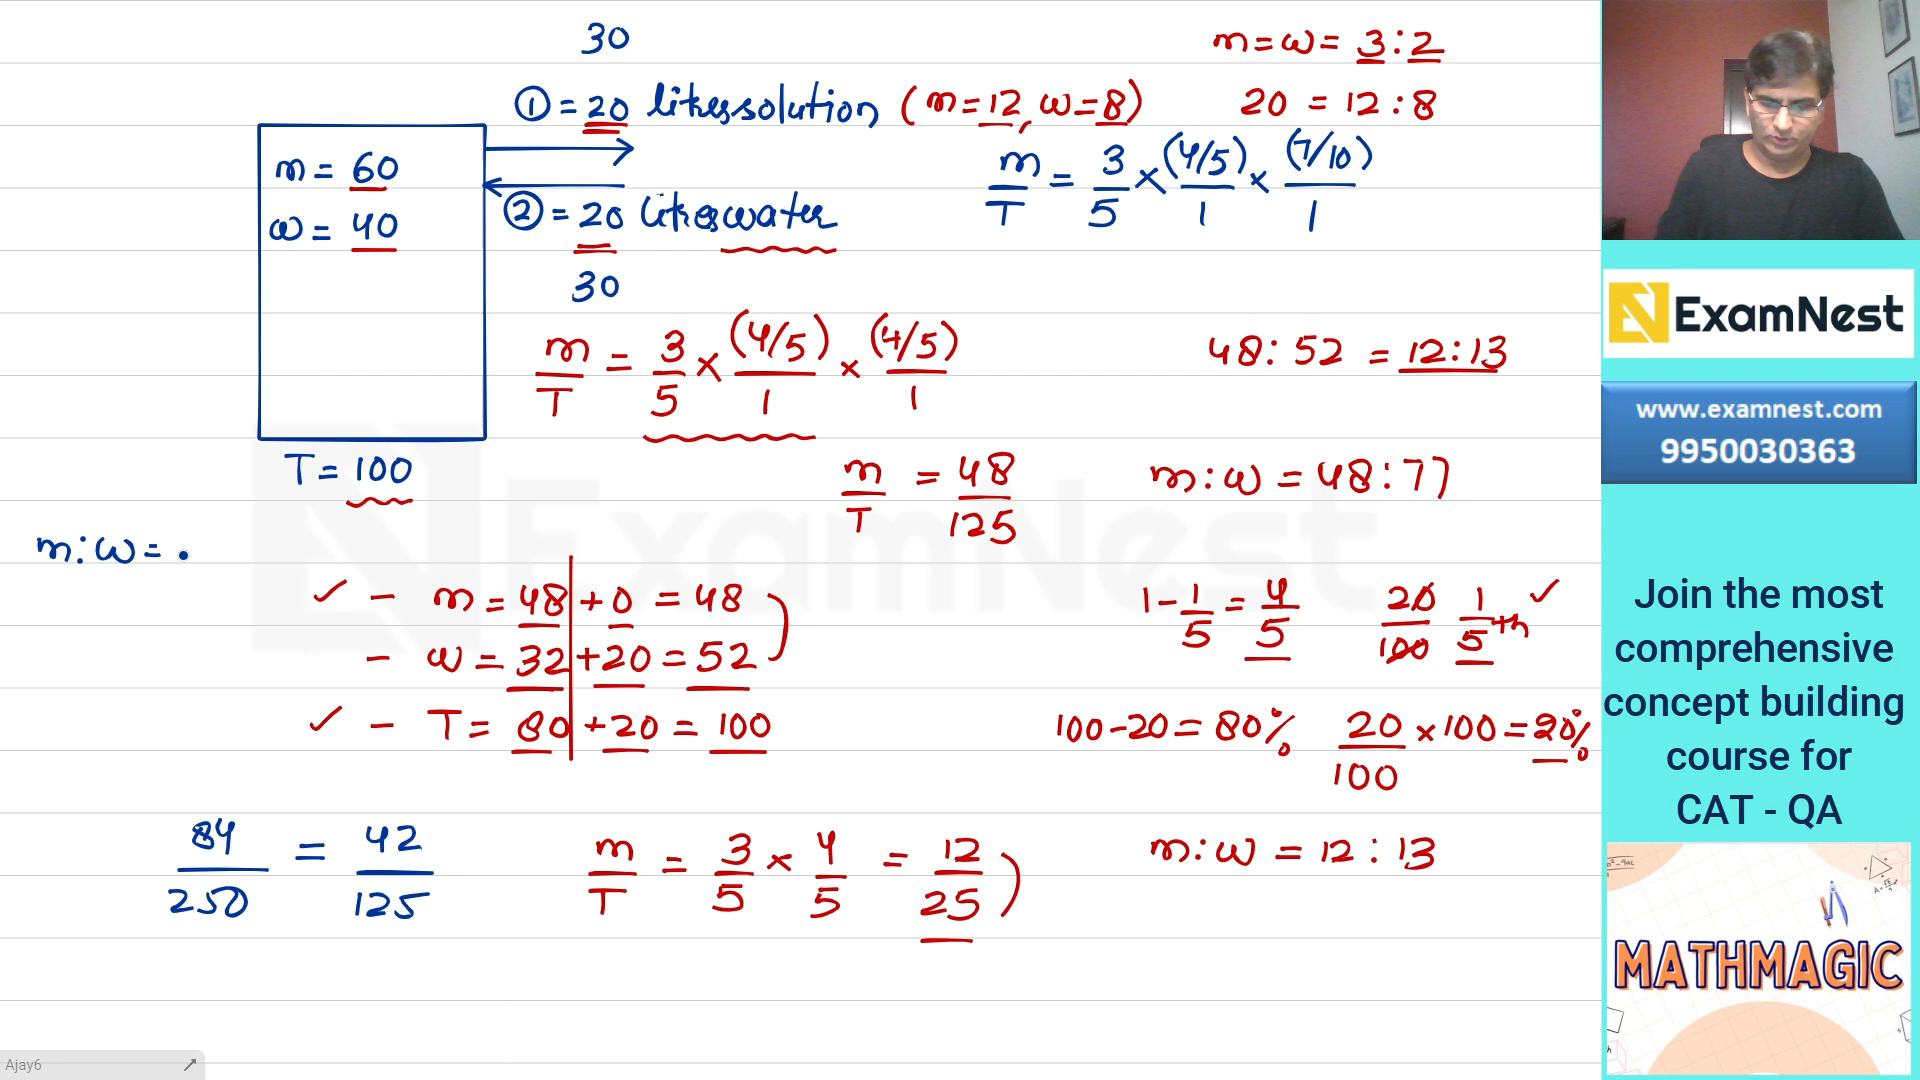 30
m = w = 3 : 2
① = 20 liters solution (m = 12, w = 8)
20 = 12 : 8
m = 60
m/T = 3/5 × (4/5)/1 × (7/10)/1
w = 40
② = 20 liters water
30
m/T = 3/5 × (4/5)/1 × (4/5)/1
48 : 52 = 12 : 13
T = 100
m/T = 48/125
m : w = 48 : 77
m : w = .
✓ - m = 48 + 0 = 48
1 - 1/5 = 4/5
20/100 1/5 th ✓
- w = 32 + 20 = 52
✓ - T = 80 + 20 = 100
100 - 20 = 80%
20/100 × 100 = 20%
84/250 = 42/125
m/T = 3/5 × 4/5 = 12/25
m : w = 12 : 13
ExamNest
Ajay6
ExamNest
www.examnest.com
9950030363
Join the most
comprehensive
concept building
course for
CAT - QA
MATHMAGIC